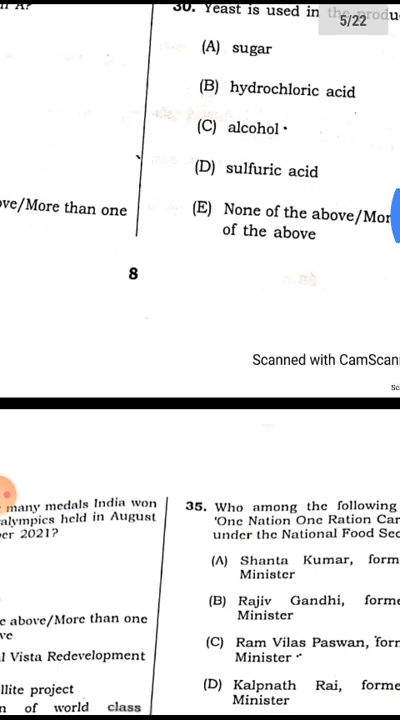 30. Yeast is used in the produ
5/22
(A) sugar
(B) hydrochloric acid
(C) alcohol
(D) sulfuric acid
ve/More than one
(E) None of the above/Mor
of the above
8
Scanned with CamScan
Sc
many medals India won
alympics held in August
er 2021?
e above/More than one
ve
l Vista Redevelopment
llite project
n of world class
35. Who among the following
'One Nation One Ration Car
under the National Food Sec
(A) Shanta Kumar, form
Minister
(B) Rajiv Gandhi, forme
Minister
(C) Ram Vilas Paswan, form
Minister
(D) Kalpnath Rai, forme
Minister